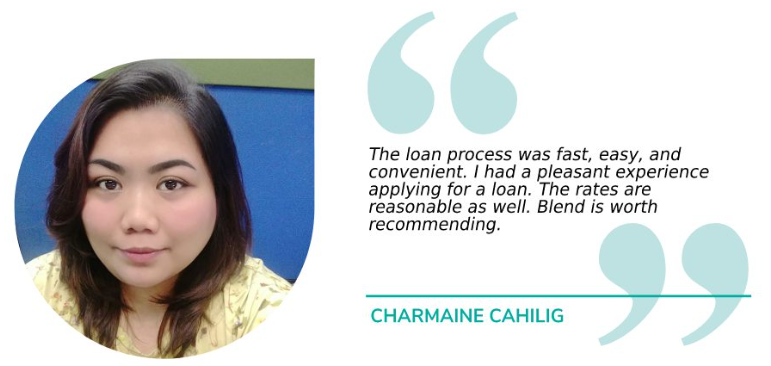 The loan process was fast, easy, and
convenient. I had a pleasant experience
applying for a loan. The rates are
reasonable as well. Blend is worth
recommending.
CHARMAINE CAHILIG